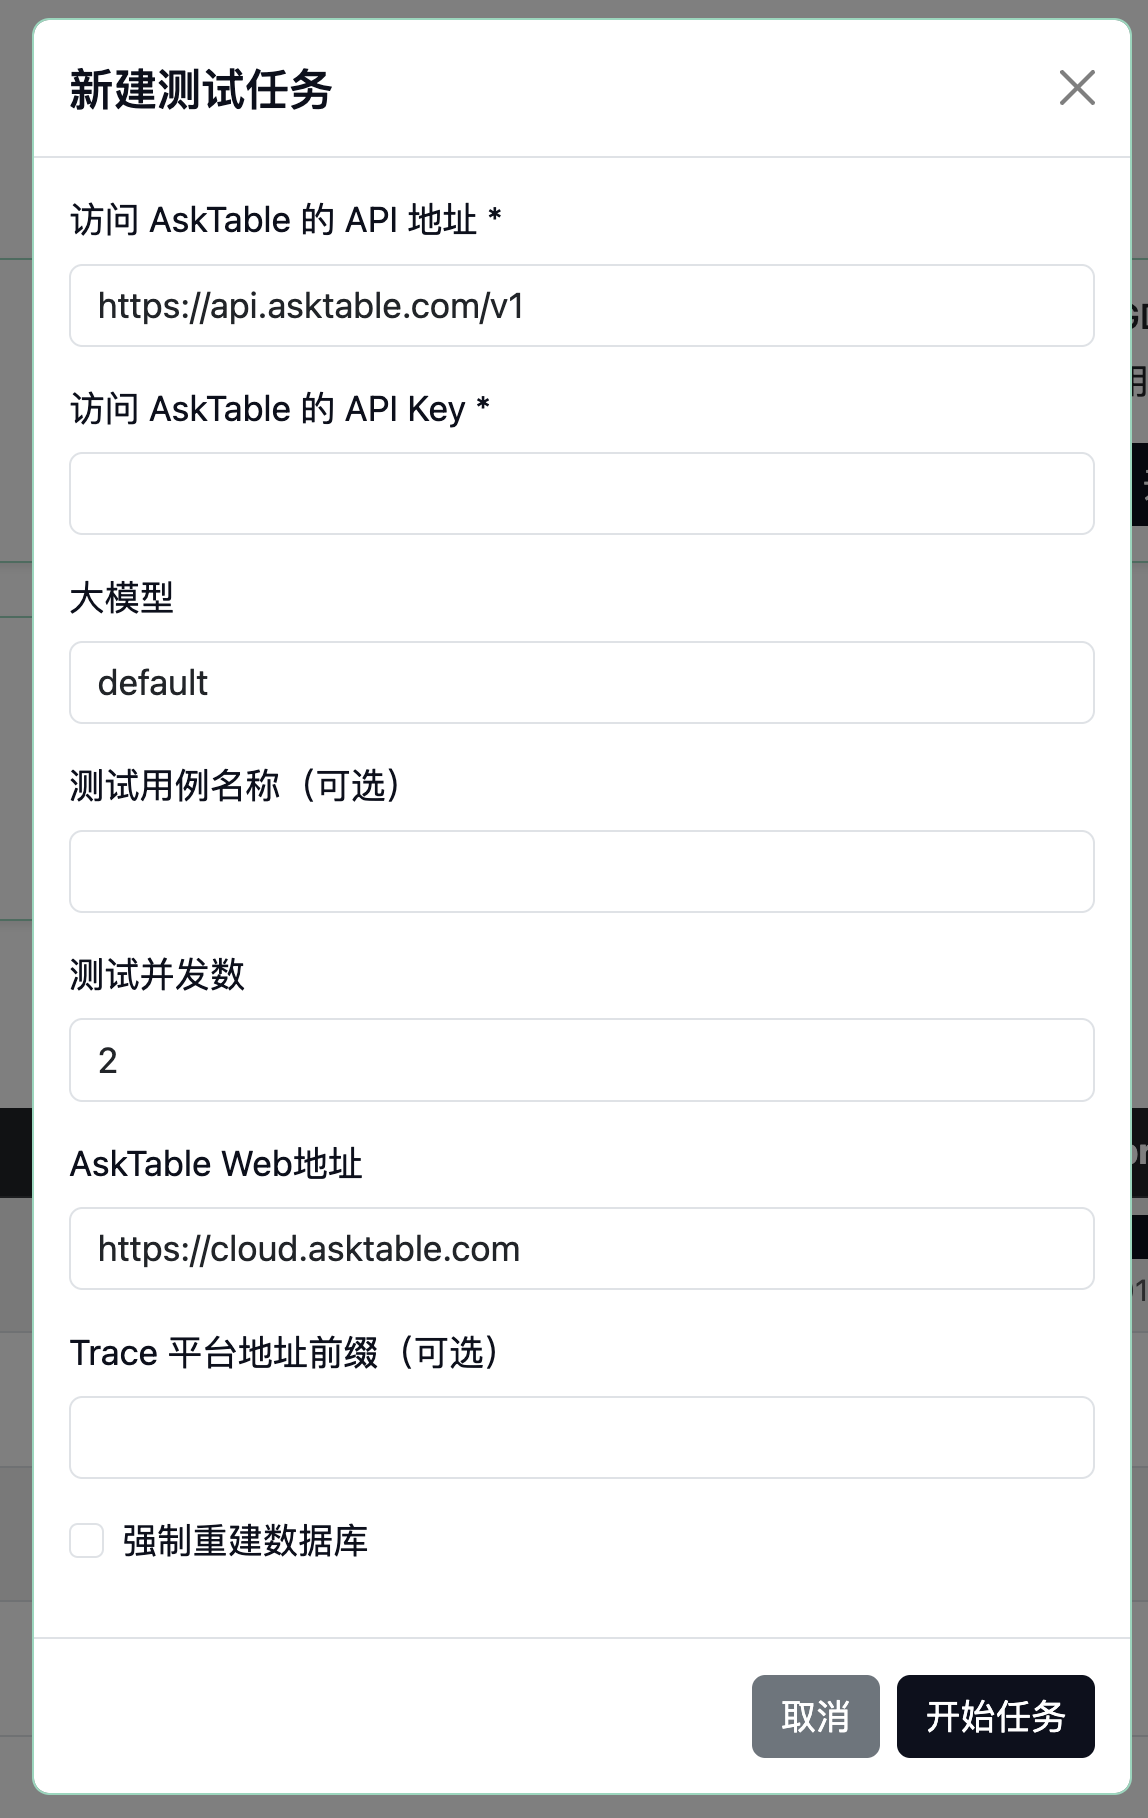 新建测试任务
访问 AskTable 的 API 地址 *
https://api.asktable.com/v1
访问 AskTable 的 API Key *
大模型
default
测试用例名称（可选）
测试并发数
2
AskTable Web地址
https://cloud.asktable.com
Trace 平台地址前缀（可选）
强制重建数据库
取消
开始任务